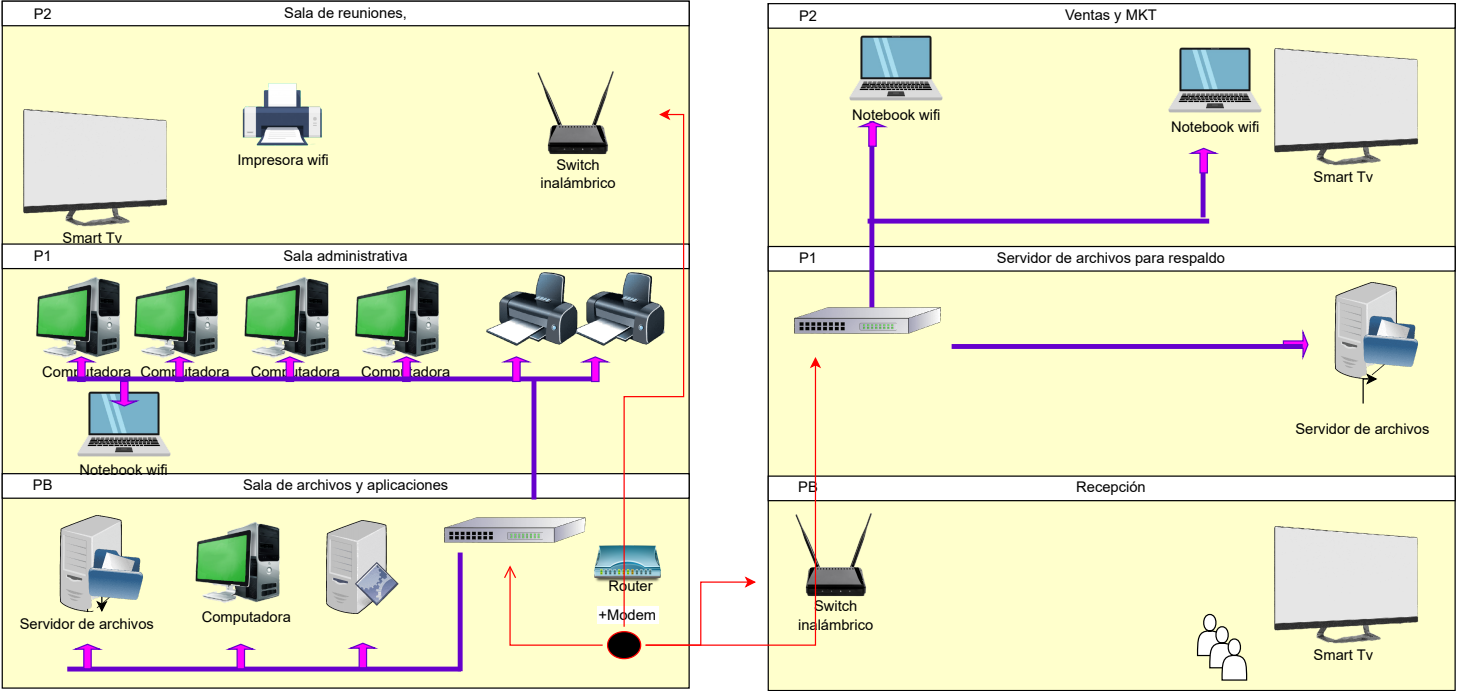 P2 Sala de reuniones,
Impresora wifi
Switch
inalámbrico
Smart Tv
P1 Sala administrativa
Computadora Computadora Computadora Computadora
Notebook wifi
PB Sala de archivos y aplicaciones
Servidor de archivos
Computadora
Router
+Modem
P2 Ventas y MKT
Notebook wifi
Notebook wifi
Smart Tv
P1 Servidor de archivos para respaldo
Servidor de archivos
PB Recepción
Switch
inalámbrico
Smart Tv